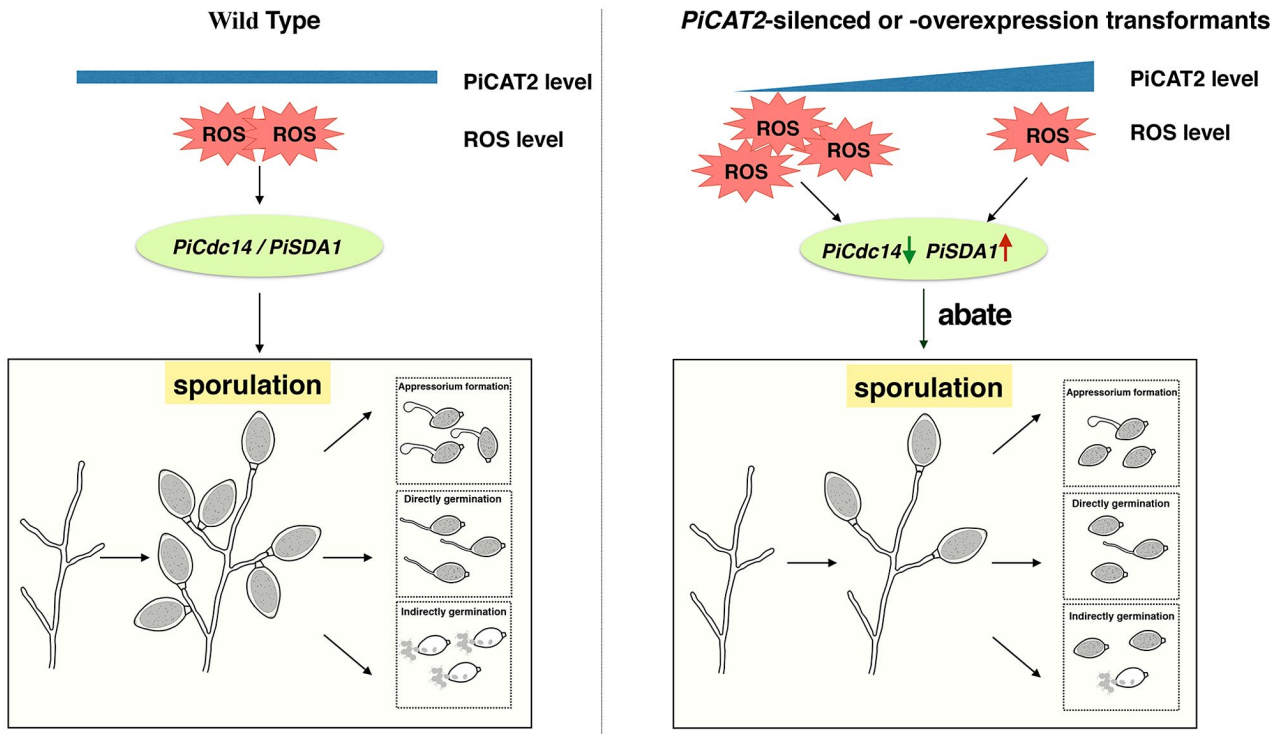 Wild Type
PiCAT2 level
ROS ROS
ROS level
PiCdc14 / PiSDA1
sporulation
Appressorium formation
Directly germination
Indirectly germination
PiCAT2-silenced or -overexpression transformants
PiCAT2 level
ROS
ROS
ROS
ROS
ROS level
PiCdc14 PiSDA1
abate
sporulation
Appressorium formation
Directly germination
Indirectly germination